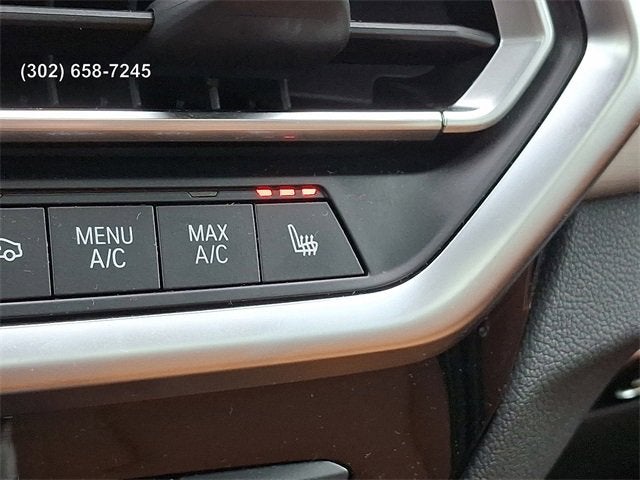 (302) 658-7245
MENU
A/C
MAX
A/C